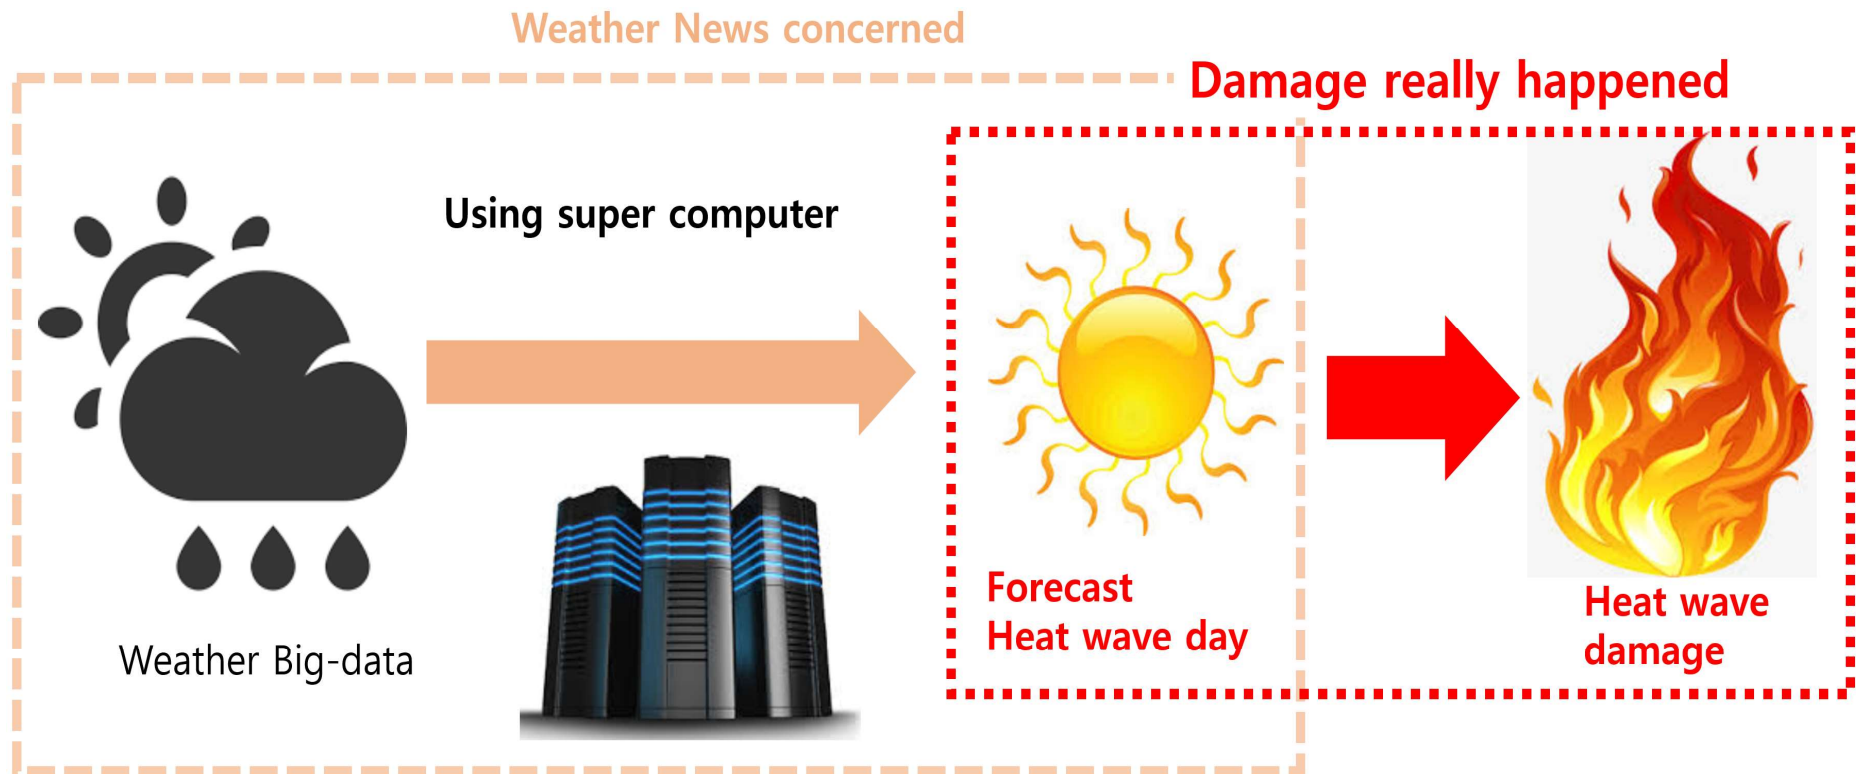 Weather News concerned
Damage really happened
Using super computer
Weather Big-data
Forecast
Heat wave day
Heat wave
damage